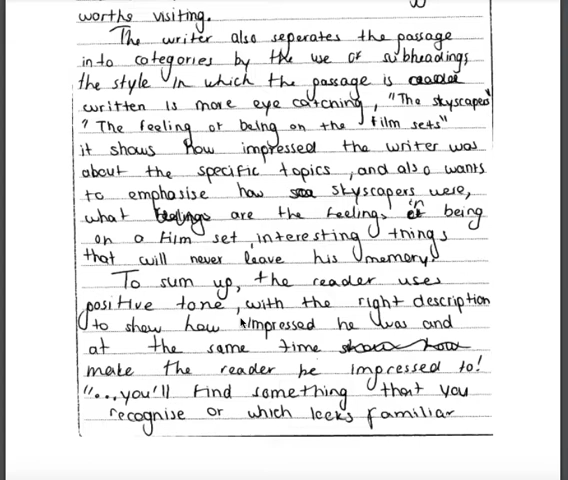 worthe visiting.
The writer also seperates the passage
into categories by the use of subheadings
the style in which the passage is
written is more eye catching, "The skyscapers"
"The feeling of being on the film sets"
it shows how impressed the writer was
about the specific topics, and also wants
to emphasise how skyscapers were,
what are the feelings in being
on a film set, interesting things
that will never leave his memory.
To sum up, the reader uses
positive tone, with the right description
to show how impressed he was and
at the same time
make the reader be impressed to!
"...you'll find something that you
recognise or which leeks familiar